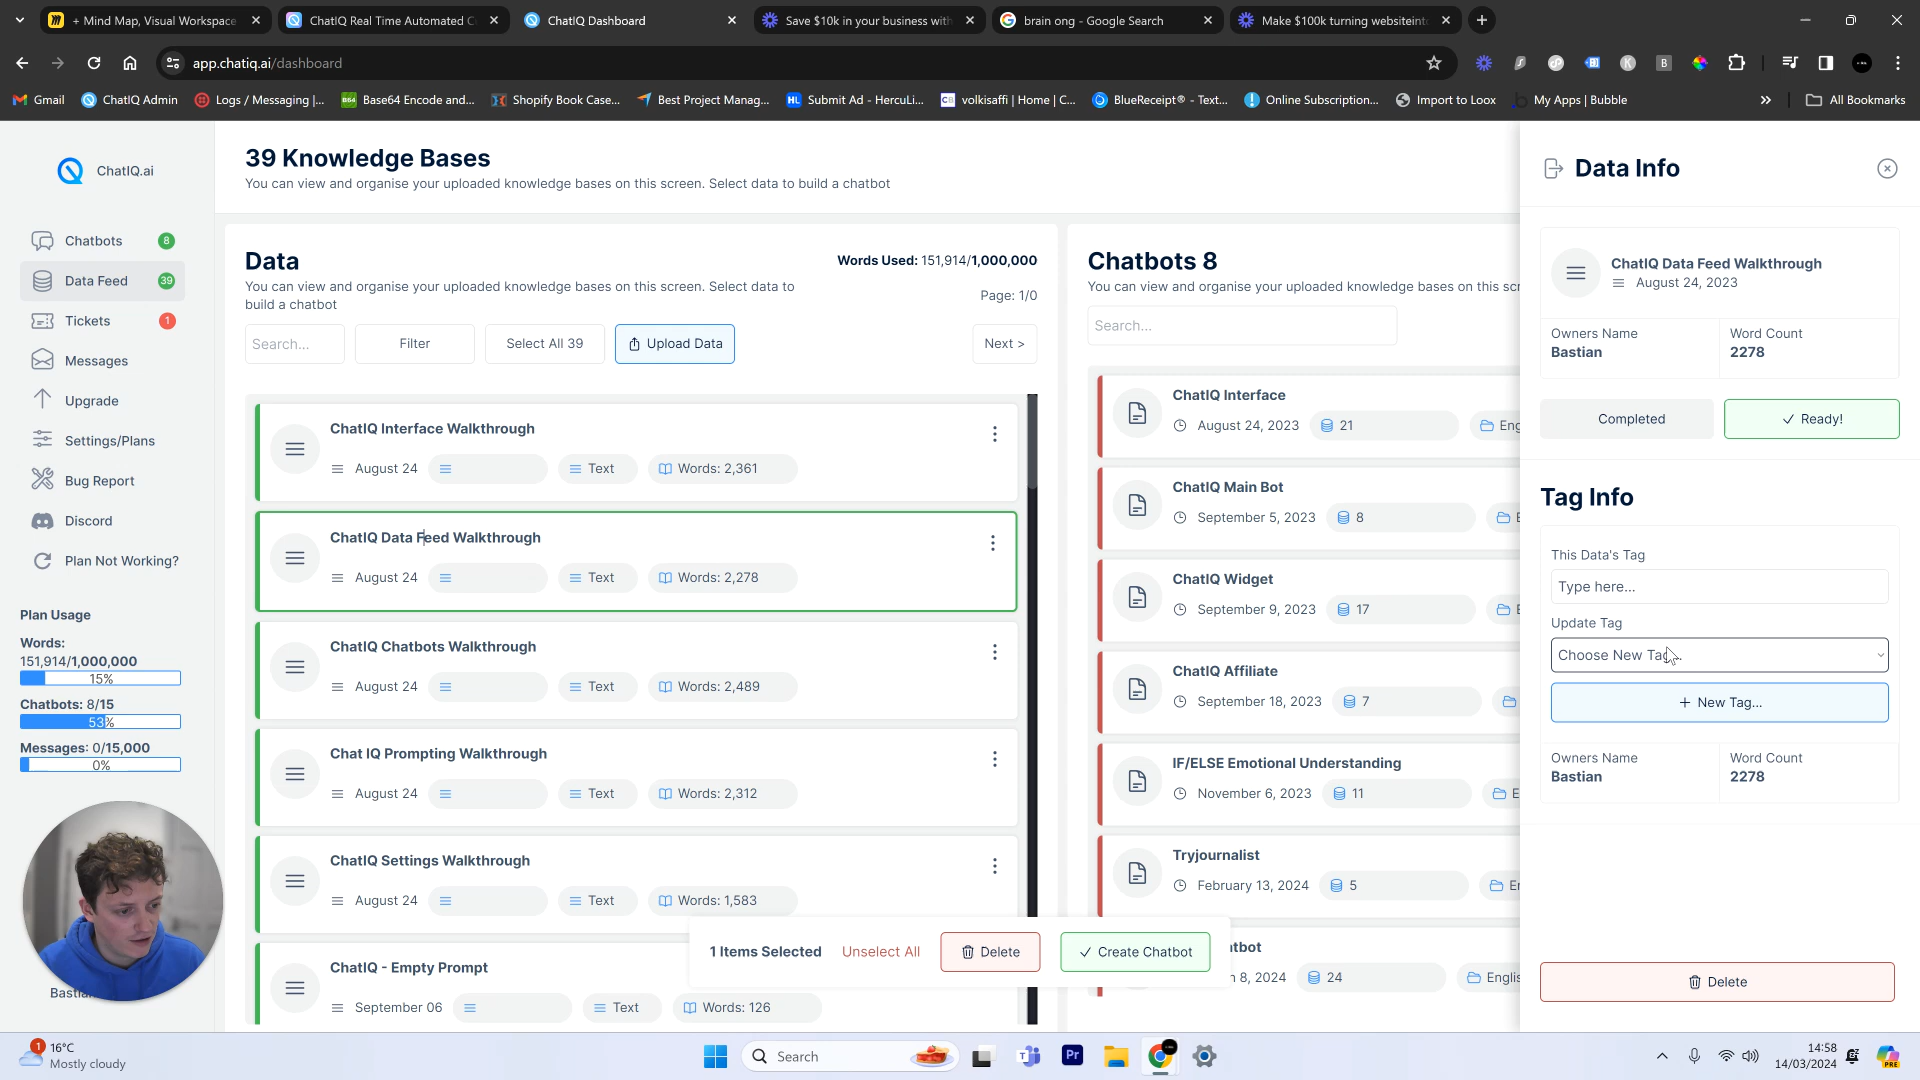 + Mind Map, Visual Workspace
ChatIQ Real Time Automated C
ChatIQ Dashboard
Save $10k in your business with
brain ong - Google Search
Make $100k turning websiteint
app.chatiq.ai/dashboard
Gmail
ChatIQ Admin
Logs / Messaging |...
Base64 Encode and...
Shopify Book Case...
Best Project Manag...
Submit Ad - HercuLi...
volkisaffi | Home | C...
BlueReceipt® - Text...
Online Subscription...
Import to Loox
My Apps | Bubble
All Bookmarks
ChatIQ.ai
Chatbots 8
Data Feed 39
Tickets 1
Messages
Upgrade
Settings/Plans
Bug Report
Discord
Plan Not Working?
Plan Usage
Words:
151,914/1,000,000
15%
Chatbots: 8/15
53%
Messages: 0/15,000
0%
39 Knowledge Bases
You can view and organise your uploaded knowledge bases on this screen. Select data to build a chatbot
Data
Words Used: 151,914/1,000,000
You can view and organise your uploaded knowledge bases on this screen. Select data to
build a chatbot
Page: 1/0
Search...
Filter
Select All 39
Upload Data
Next >
ChatIQ Interface Walkthrough
August 24
Text
Words: 2,361
ChatIQ Data Feed Walkthrough
August 24
Text
Words: 2,278
ChatIQ Chatbots Walkthrough
August 24
Text
Words: 2,489
Chat IQ Prompting Walkthrough
August 24
Text
Words: 2,312
ChatIQ Settings Walkthrough
August 24
Text
Words: 1,583
ChatIQ - Empty Prompt
September 06
Text
Words: 126
Chatbots 8
You can view and organise your uploaded knowledge bases on this scr
Search...
ChatIQ Interface
August 24, 2023
21
Eng
ChatIQ Main Bot
September 5, 2023
8
E
ChatIQ Widget
September 9, 2023
17
E
ChatIQ Affiliate
September 18, 2023
7
IF/ELSE Emotional Understanding
November 6, 2023
11
E
Tryjournalist
February 13, 2024
5
Er
tbot
8, 2024
24
Englis
1 Items Selected
Unselect All
Delete
Create Chatbot
Data Info
ChatIQ Data Feed Walkthrough
August 24, 2023
Owners Name
Bastian
Word Count
2278
Completed
Ready!
Tag Info
This Data's Tag
Type here...
Update Tag
Choose New Tag...
+ New Tag...
Owners Name
Bastian
Word Count
2278
Delete
1
16°C
Mostly cloudy
Search
Pr
14:58
14/03/2024
PRE